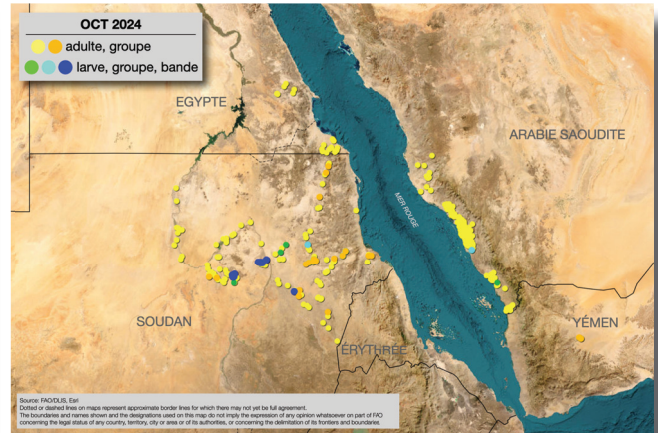 OCT 2024
adulte, groupe
larve, groupe, bande
EGYPTE
ARABIE SAOUDITE
MER ROUGE
SOUDAN
ÉRYTHRÉE
YÉMEN
Source: FAO/DLIS, Esri
Dotted or dashed lines on maps represent approximate border lines for which there may not yet be full agreement.
The boundaries and names shown and the designations used on this map do not imply the expression of any opinion whatsoever on part of FAO
concerning the legal status of any country, territory, city or area or of its authorities, or concerning the delimitation of its frontiers and boundaries.